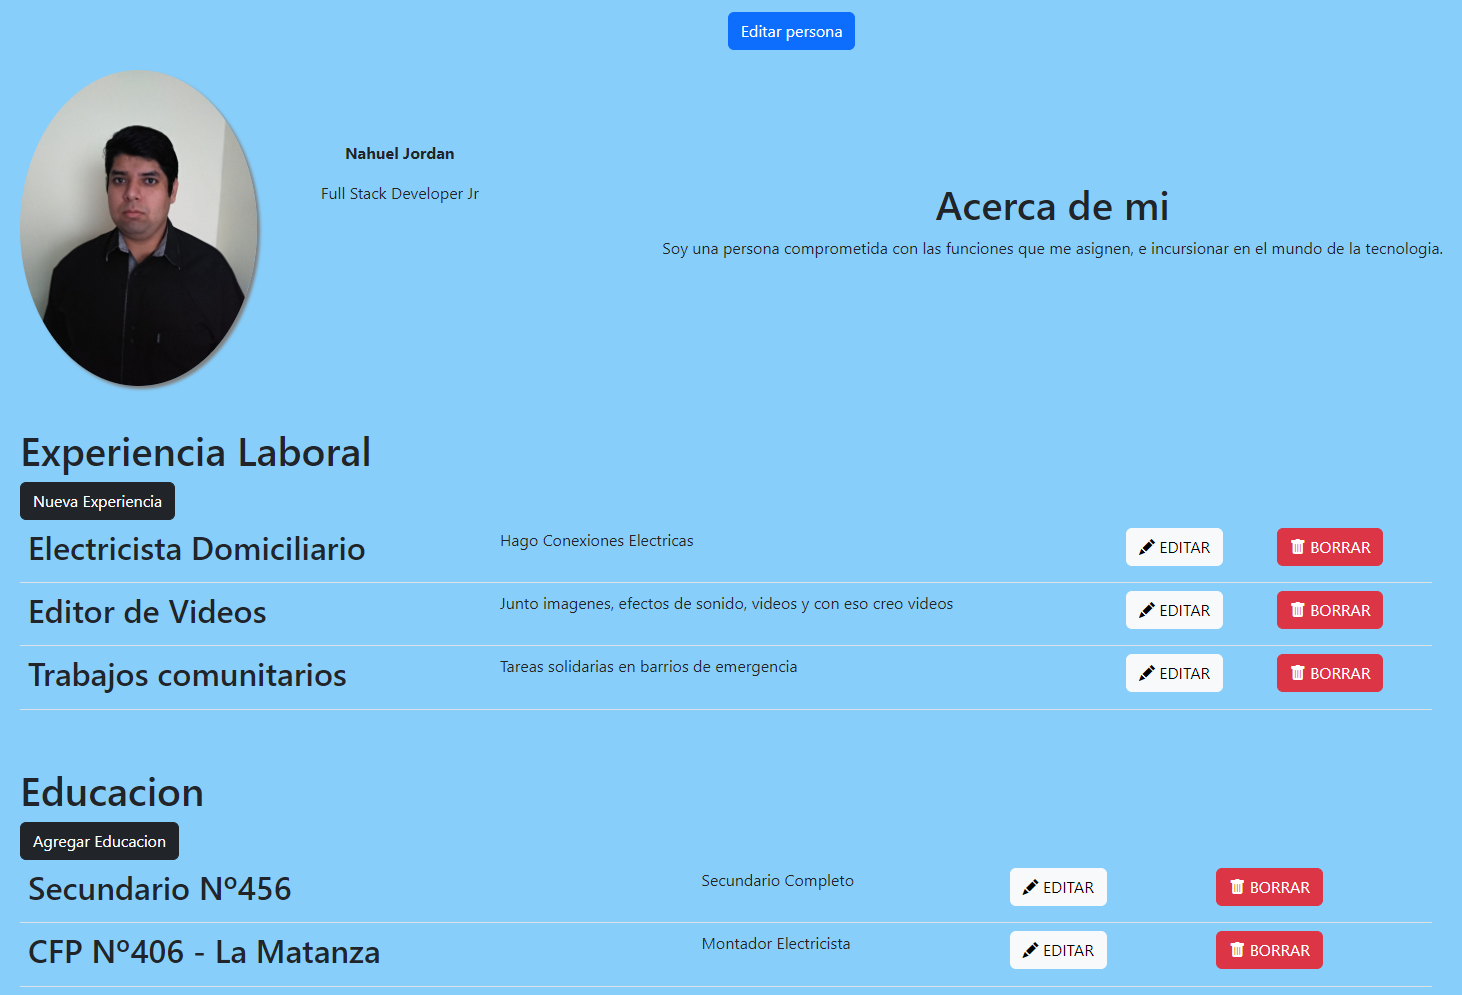 Editar persona
Nahuel Jordan
Full Stack Developer Jr
Acerca de mi
Soy una persona comprometida con las funciones que me asignen, e incursionar en el mundo de la tecnologia.
Experiencia Laboral
Nueva Experiencia
Electricista Domiciliario
Hago Conexiones Electricas
EDITAR
BORRAR
Editor de Videos
Junto imagenes, efectos de sonido, videos y con eso creo videos
EDITAR
BORRAR
Trabajos comunitarios
Tareas solidarias en barrios de emergencia
EDITAR
BORRAR
Educacion
Agregar Educacion
Secundario Nº456
Secundario Completo
EDITAR
BORRAR
CFP Nº406 - La Matanza
Montador Electricista
EDITAR
BORRAR